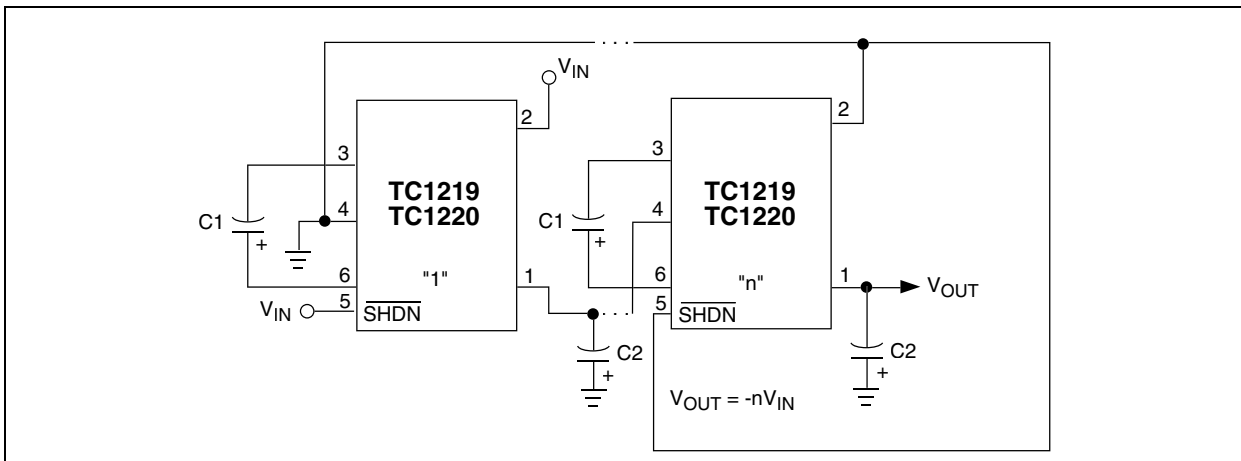 . . .
V_IN
2
2
3
3
TC1219
TC1220
TC1219
TC1220
C1
+
4
C1
+
4
6
"1"
1
6
"n"
1
V_OUT
V_IN
5
SHDN
. . .
5
SHDN
C2
+
C2
+
V_OUT = -nV_IN